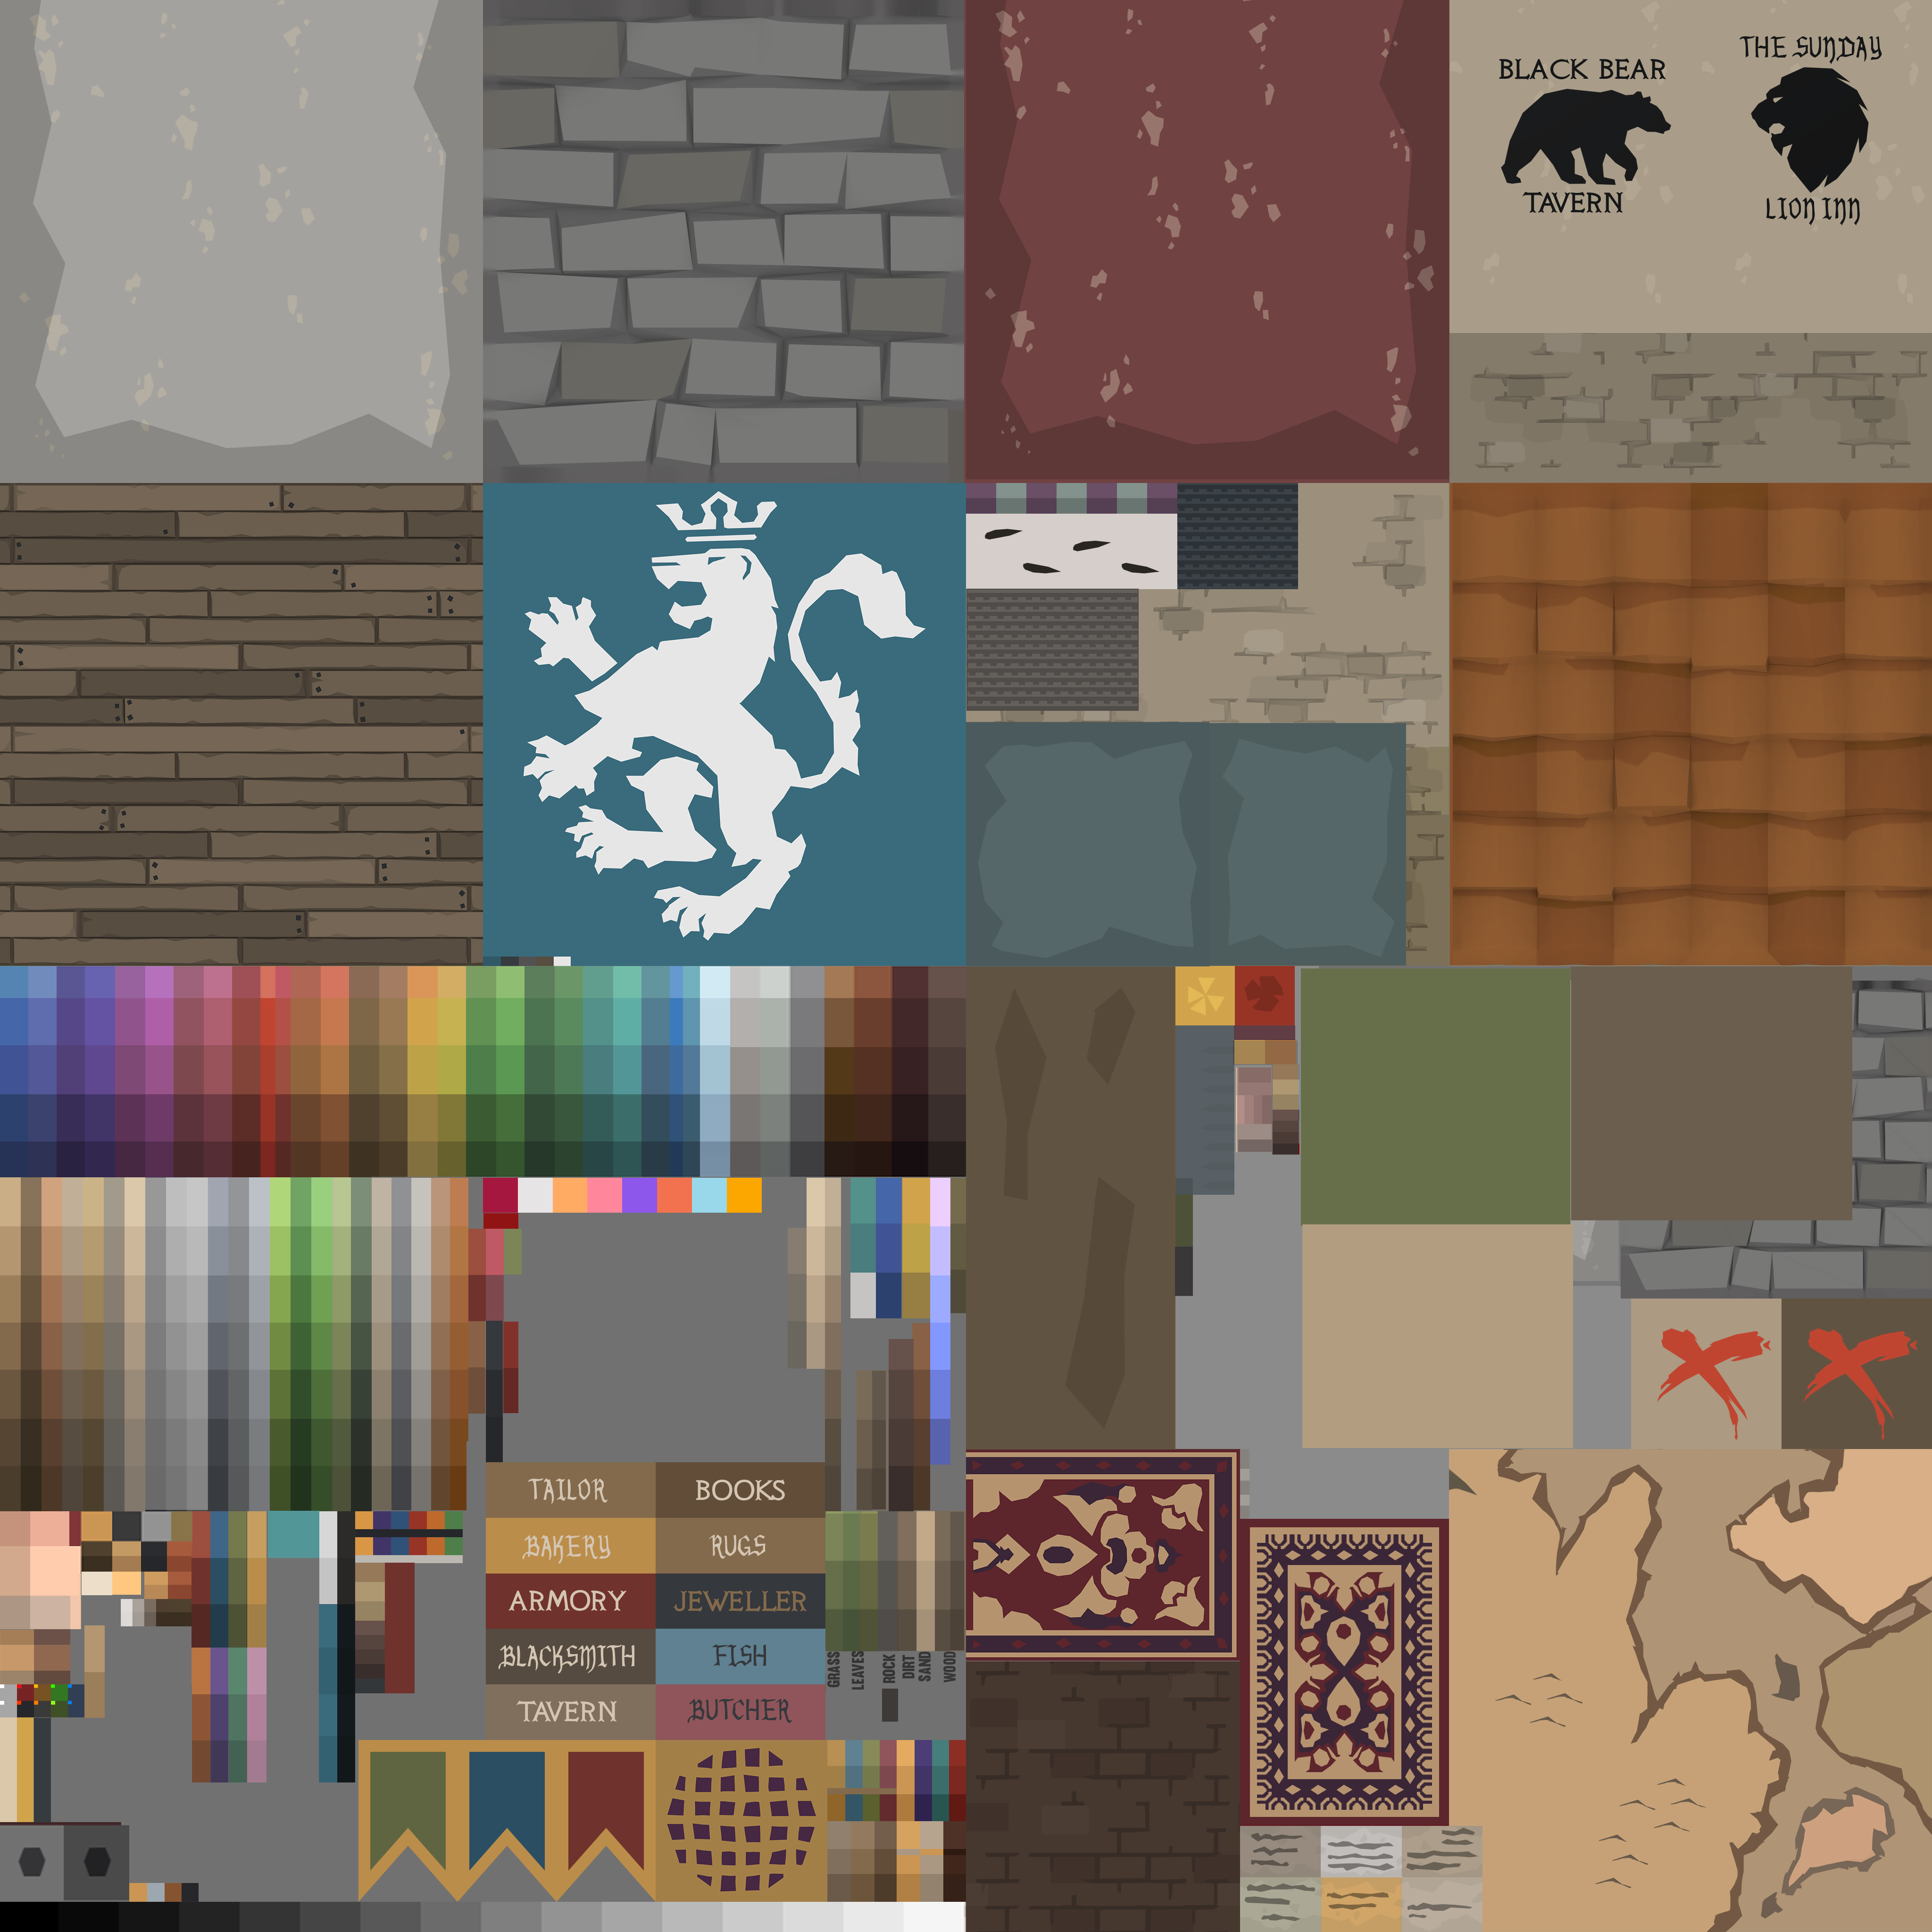 BLACK BEAR
TAVERN
THE SUNDAY
LION INN
TAILOR
BOOKS
BAKERY
RUGS
ARMORY
JEWELLER
BLACKSMITH
FISH
TAVERN
BUTCHER
GRASS
LEAVES
ROCK
DIRT
SAND
WOOD